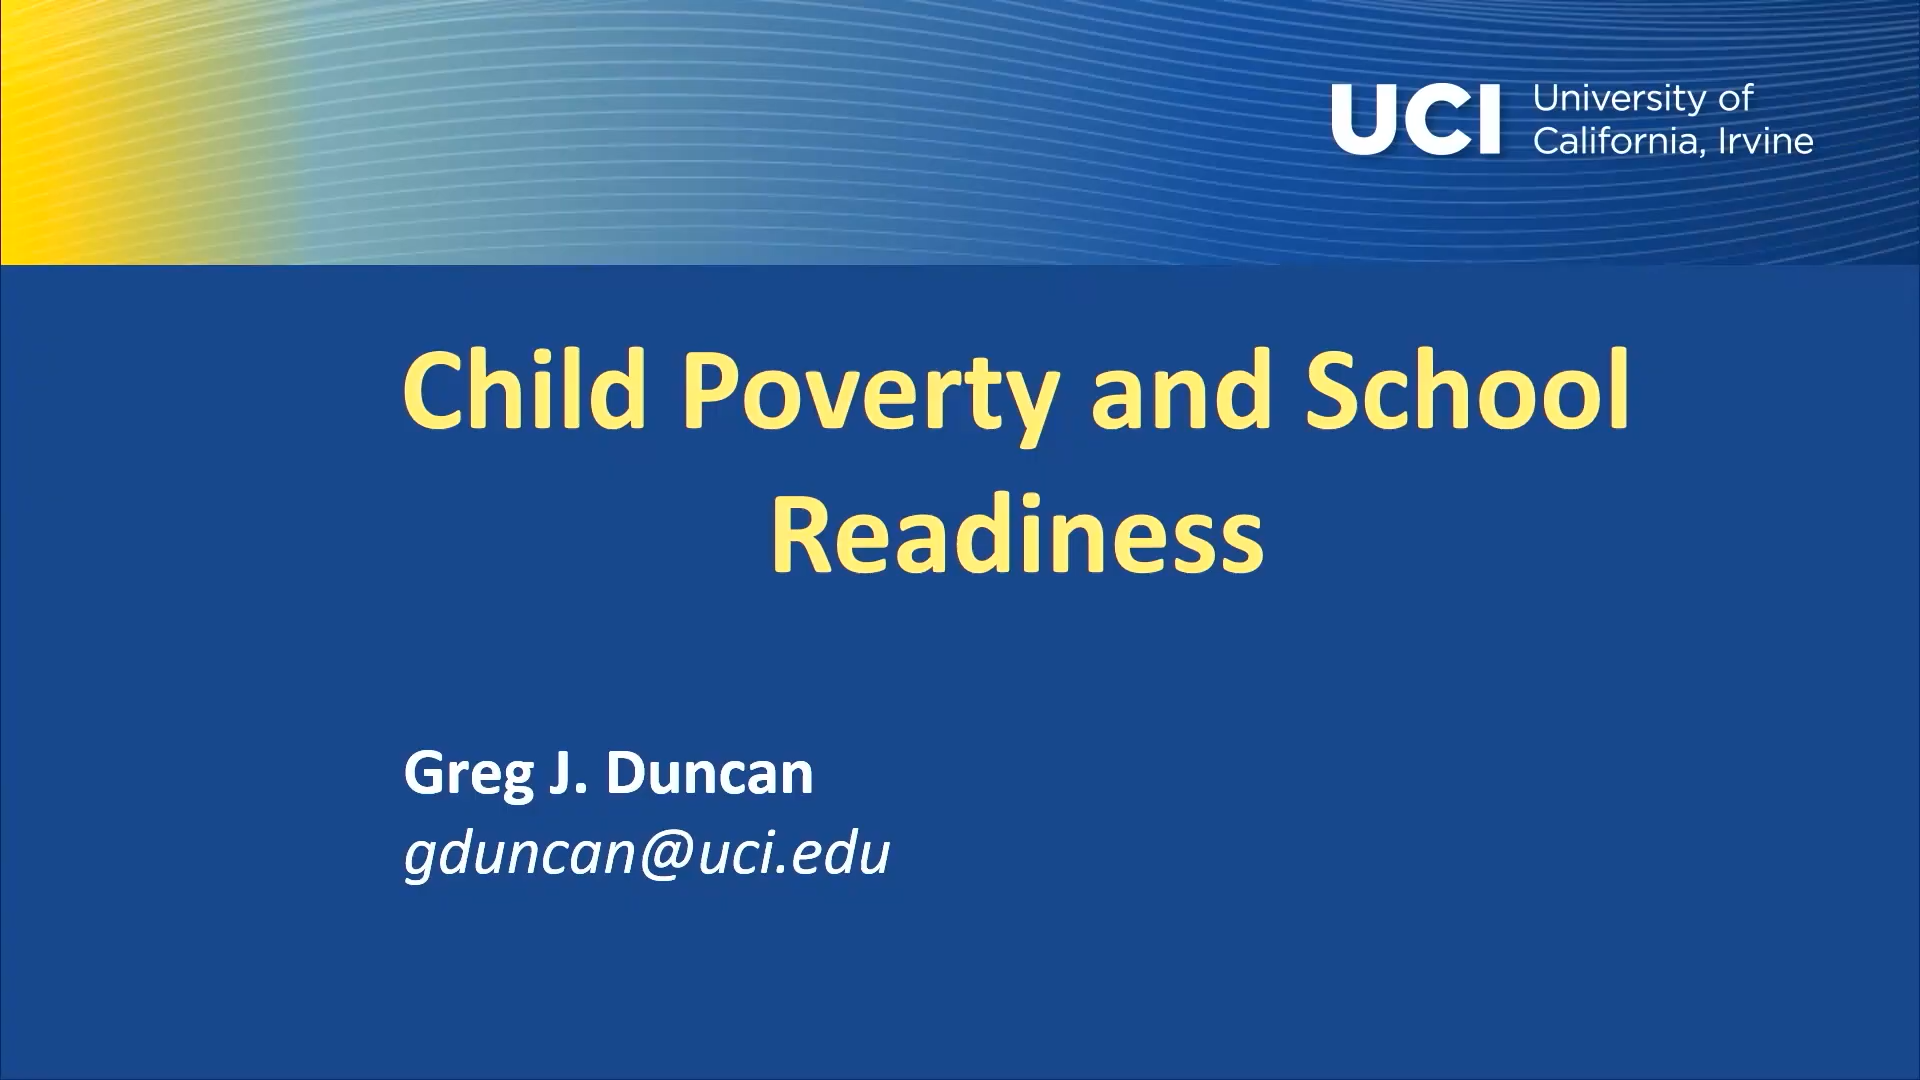 UCI
University of
California, Irvine
Child Poverty and School
Readiness
Greg J. Duncan
gduncan@uci.edu